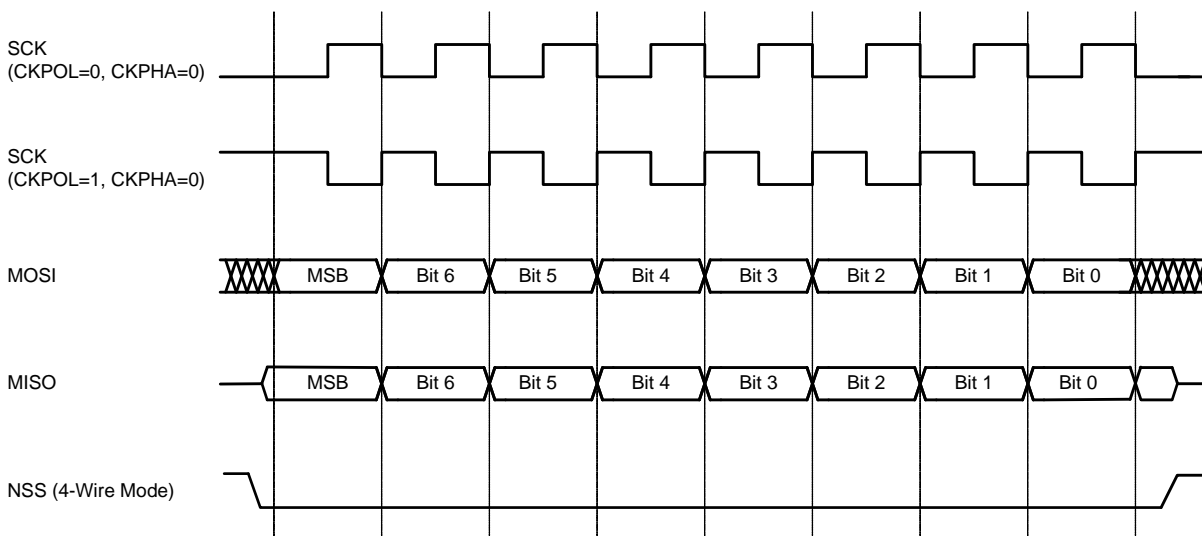 SCK
(CKPOL=0, CKPHA=0)
SCK
(CKPOL=1, CKPHA=0)
MOSI
MSB Bit 6 Bit 5 Bit 4 Bit 3 Bit 2 Bit 1 Bit 0
MISO
MSB Bit 6 Bit 5 Bit 4 Bit 3 Bit 2 Bit 1 Bit 0
NSS (4-Wire Mode)